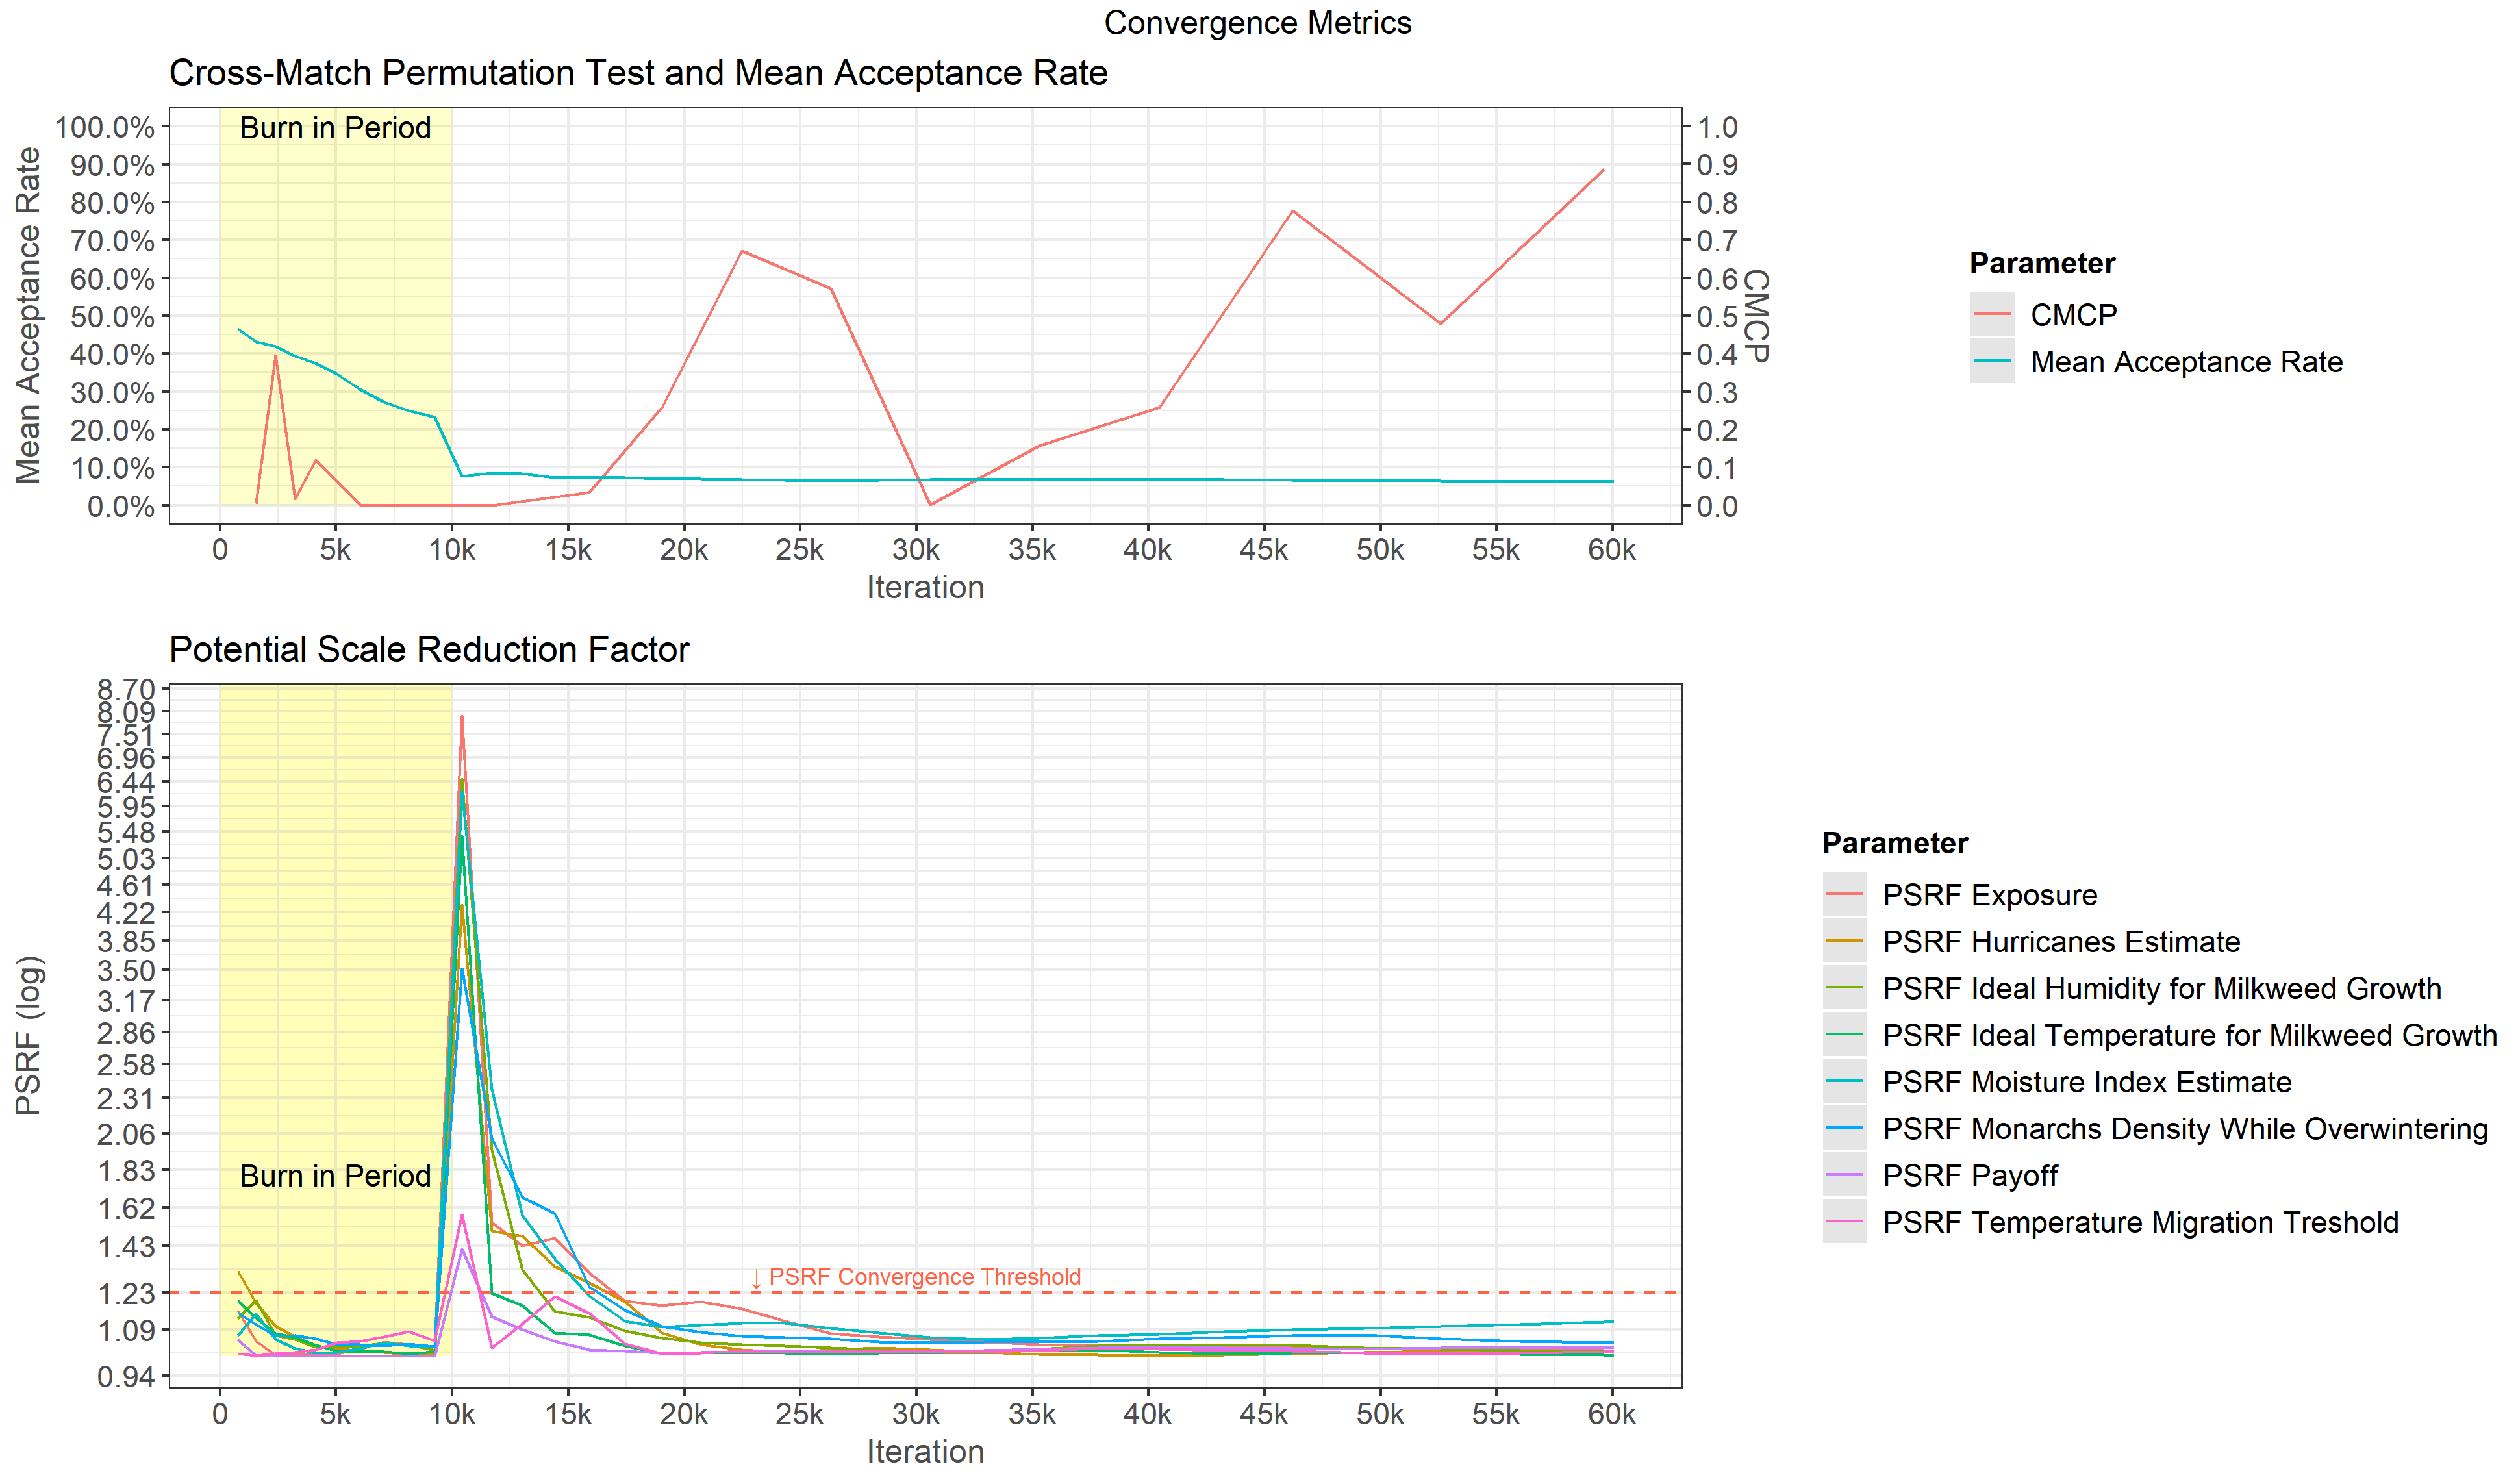 Convergence Metrics
Cross-Match Permutation Test and Mean Acceptance Rate
Burn in Period
100.0%
90.0%
80.0%
70.0%
60.0%
50.0%
40.0%
30.0%
20.0%
10.0%
0.0%
Mean Acceptance Rate
1.0
0.9
0.8
0.7
0.6
0.5
0.4
0.3
0.2
0.1
0.0
CMCP
0 5k 10k 15k 20k 25k 30k 35k 40k 45k 50k 55k 60k
Iteration
Parameter
CMCP
Mean Acceptance Rate
Potential Scale Reduction Factor
8.70
8.09
7.51
6.96
6.44
5.95
5.48
5.03
4.61
4.22
3.85
3.50
3.17
2.86
2.58
2.31
2.06
1.83
1.62
1.43
1.23
1.09
0.94
PSRF (log)
Burn in Period
↓ PSRF Convergence Threshold
0 5k 10k 15k 20k 25k 30k 35k 40k 45k 50k 55k 60k
Iteration
Parameter
PSRF Exposure
PSRF Hurricanes Estimate
PSRF Ideal Humidity for Milkweed Growth
PSRF Ideal Temperature for Milkweed Growth
PSRF Moisture Index Estimate
PSRF Monarchs Density While Overwintering
PSRF Payoff
PSRF Temperature Migration Treshold